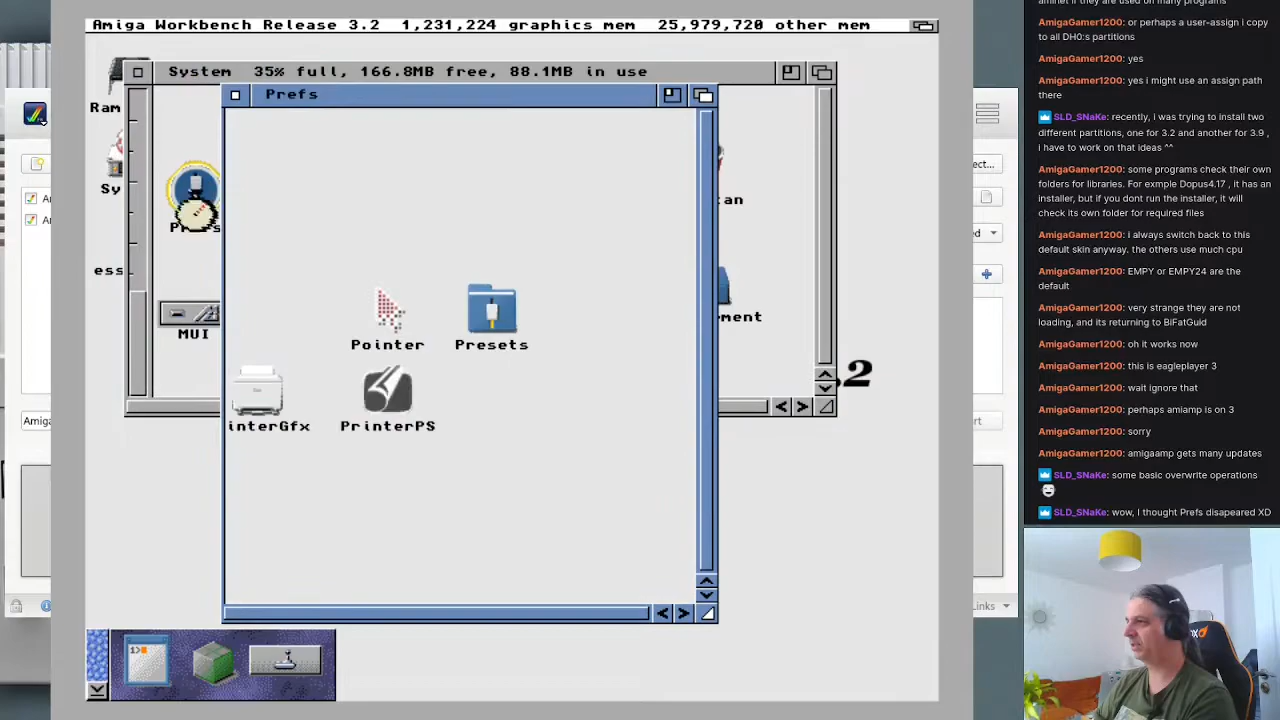 Amiga Workbench Release 3.2 1,231,224 graphics mem 25,979,720 other mem
System 35% full, 166.8MB free, 88.1MB in use
Prefs
Ram
Sy
ess
MUI
an
ment
.2
Pointer
Presets
interGfx
PrinterPS
Amiga
ect...
ed
rt
Links
1>
AmigaGamer1200: or perhaps a user-assign i copy
to all DH0:s partitions
AmigaGamer1200: yes
AmigaGamer1200: yes i might use an assign path
there
SLD_SNaKe: recently, i was trying to install two
different partitions, one for 3.2 and another for 3.9 ,
i have to work on that ideas ^^
AmigaGamer1200: some programs check their own
folders for libraries. For exmple Dopus4.17 , it has an
installer, but if you dont run the installer, it will
check its own folder for required files
AmigaGamer1200: i always switch back to this
default skin anyway. the others use much cpu
AmigaGamer1200: EMPY or EMPY24 are the
default
AmigaGamer1200: very strange they are not
loading, and its returning to BiFatGuid
AmigaGamer1200: oh it works now
AmigaGamer1200: this is eagleplayer 3
AmigaGamer1200: wait ignore that
AmigaGamer1200: perhaps amiamp is on 3
AmigaGamer1200: sorry
AmigaGamer1200: amigaamp gets many updates
SLD_SNaKe: some basic overwrite operations
SLD_SNaKe: wow, I thought Prefs disapeared XD